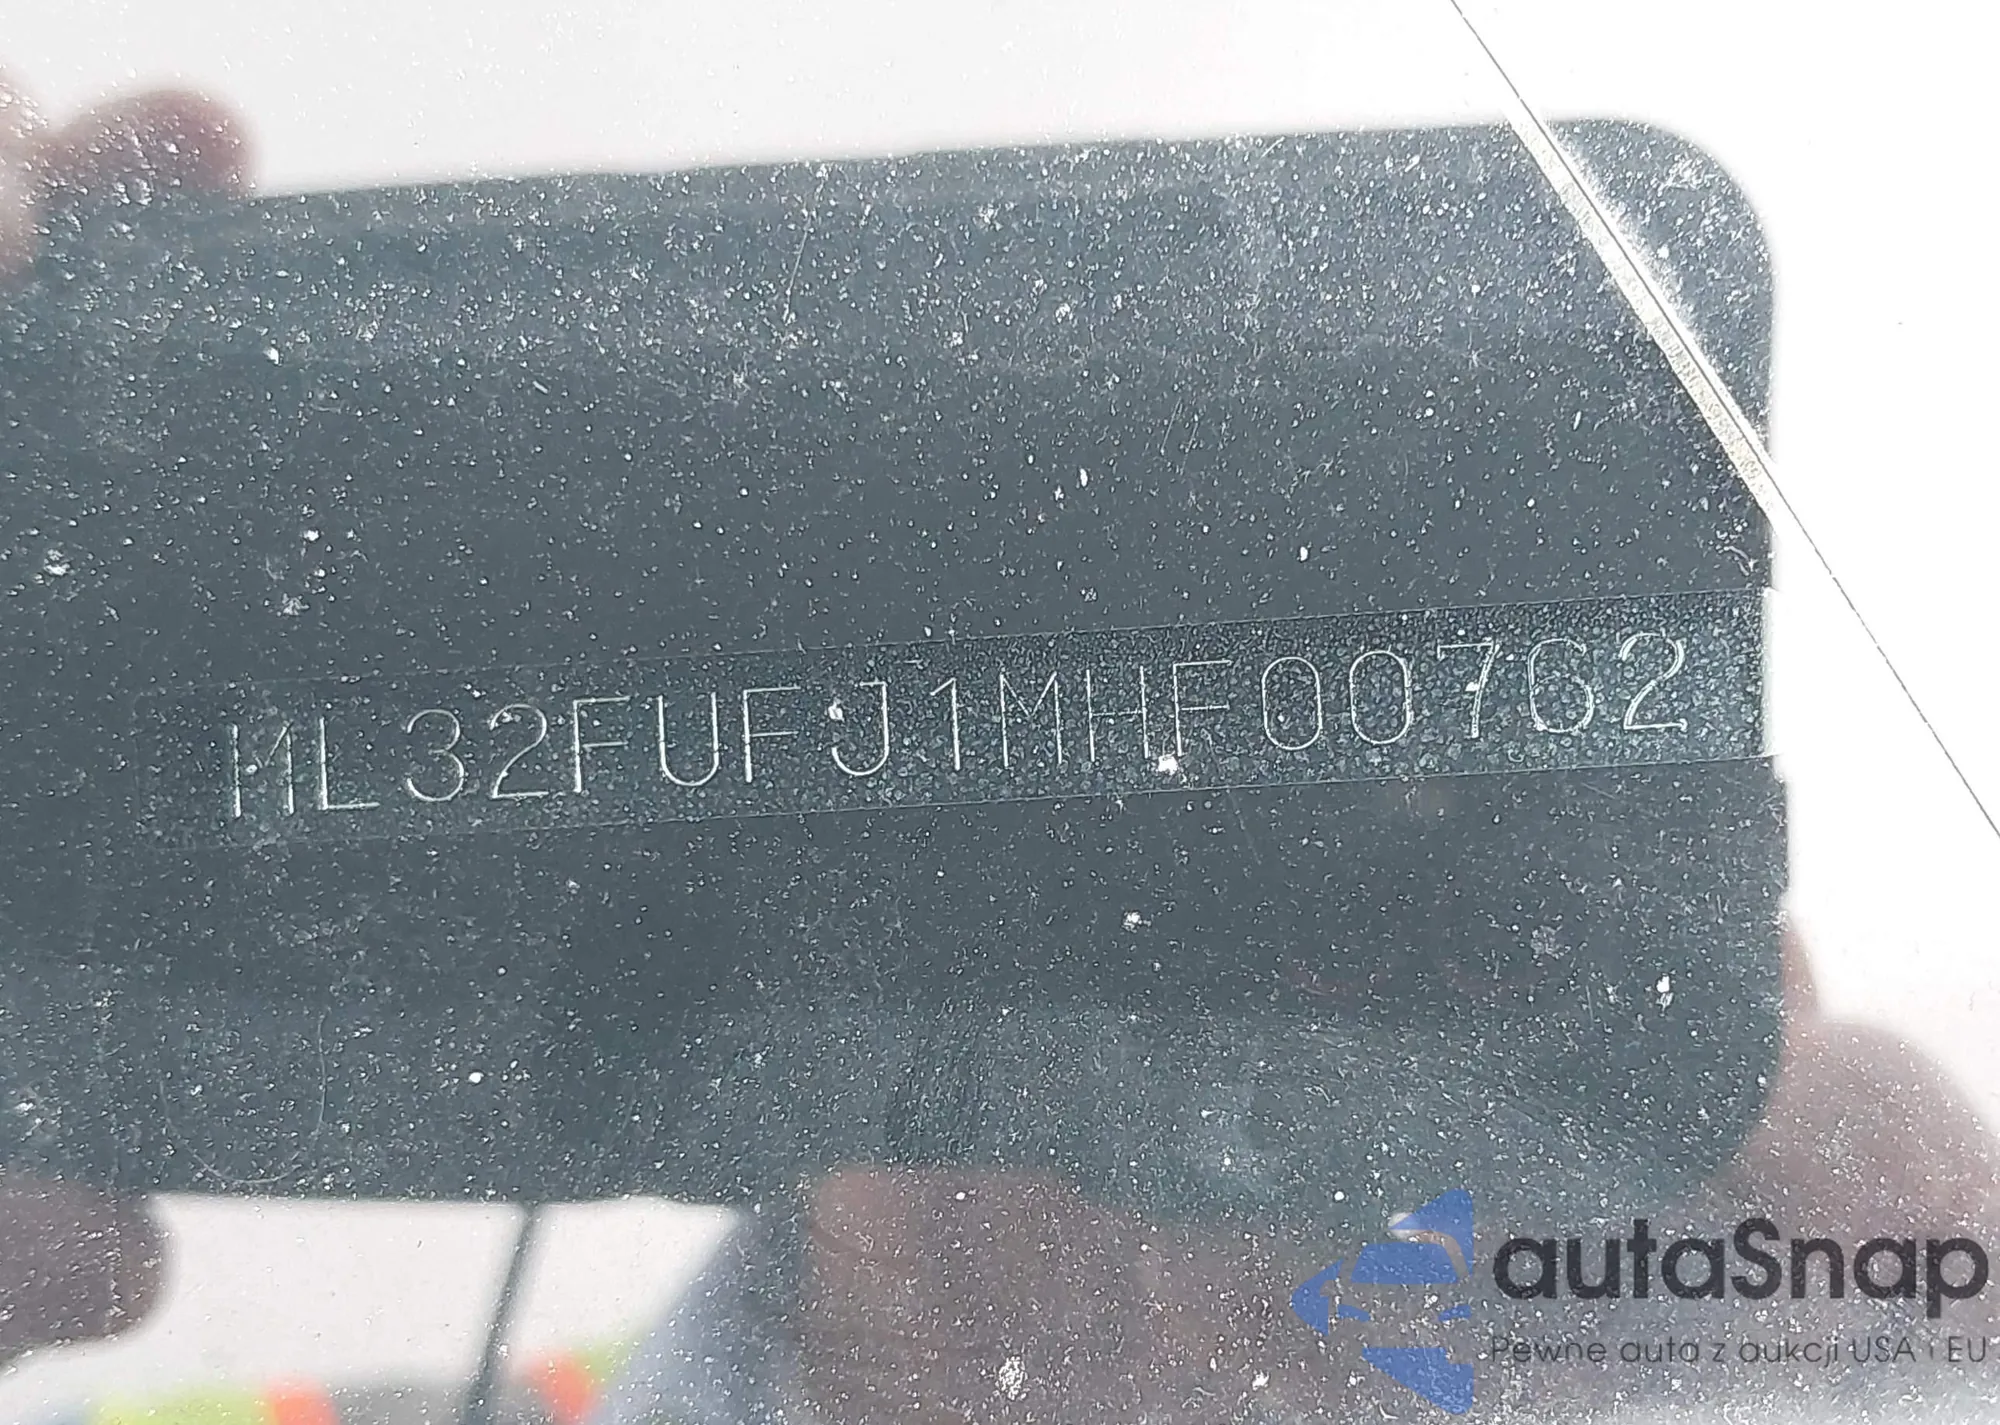 ML32FUFJ1MHF00762
autaSnap
Pewne auta z aukcji USA i EU